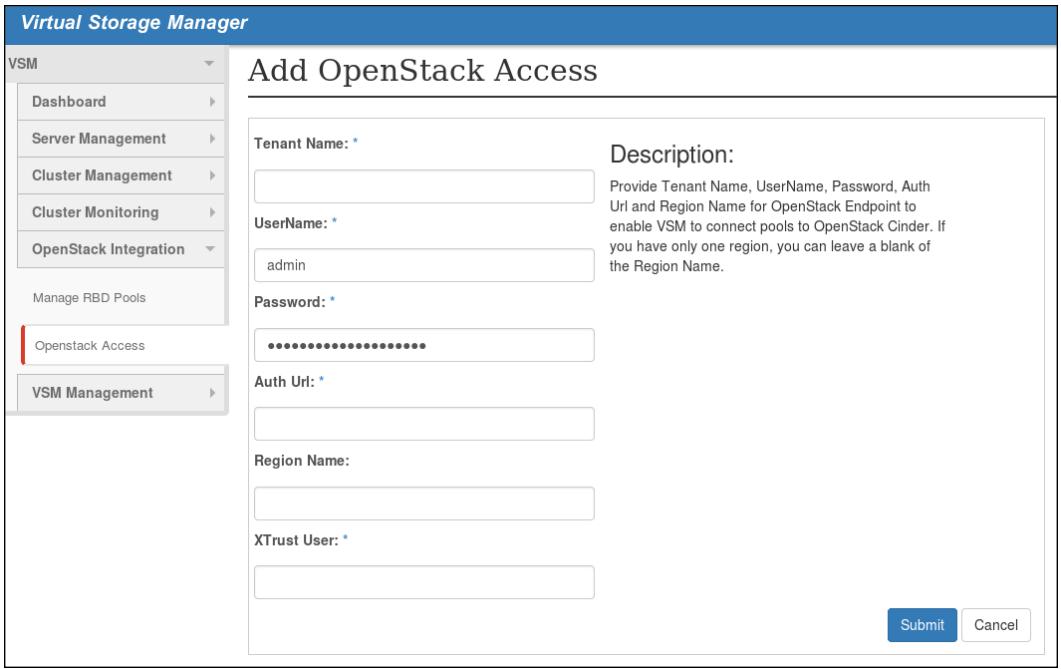 Virtual Storage Manager
VSM
Dashboard
Server Management
Cluster Management
Cluster Monitoring
OpenStack Integration
Manage RBD Pools
Openstack Access
VSM Management
Add OpenStack Access
Tenant Name: *
UserName: *
admin
Password: *
••••••••••••••••••••
Auth Url: *
Region Name:
XTrust User: *
Description:
Provide Tenant Name, UserName, Password, Auth
Url and Region Name for OpenStack Endpoint to
enable VSM to connect pools to OpenStack Cinder. If
you have only one region, you can leave a blank of
the Region Name.
Submit
Cancel